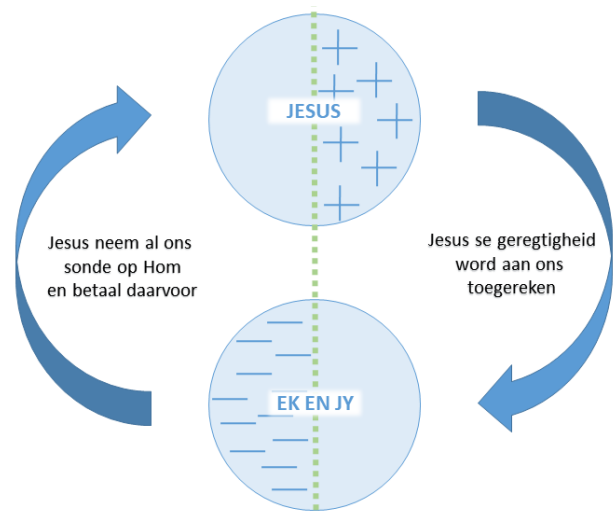 JESUS
Jesus neem al ons
sonde op Hom
en betaal daarvoor
Jesus se geregtigheid
word aan ons
toegereken
EK EN JY